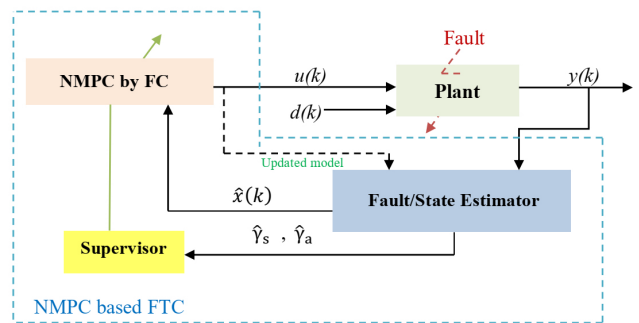 Fault
NMPC by FC
u(k)
Plant
y(k)
d(k)
Updated model
x̂(k)
Fault/State Estimator
γ̂s , γ̂a
Supervisor
NMPC based FTC